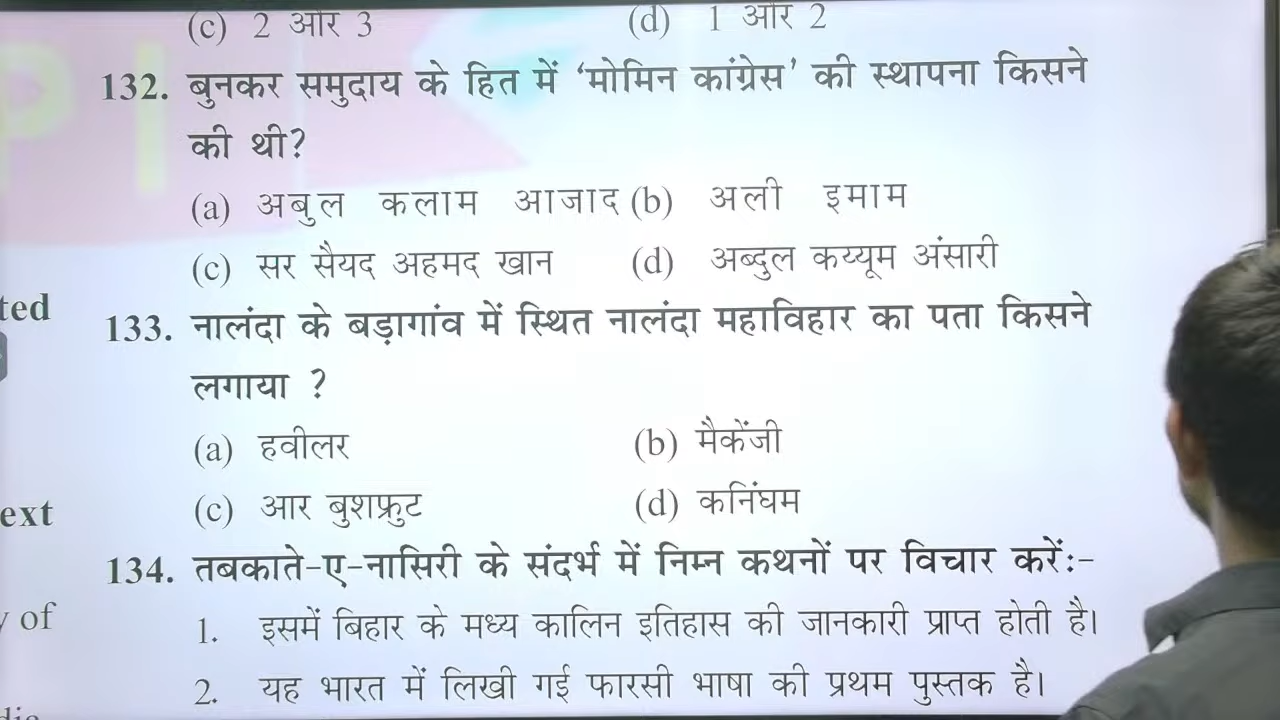 (c) 2 और 3 (d) 1 और 2
132. बुनकर समुदाय के हित में ‘मोमिन कांग्रेस’ की स्थापना किसने
की थी?
(a) अबुल कलाम आजाद (b) अली इमाम
(c) सर सैयद अहमद खान (d) अब्दुल कय्यूम अंसारी
ted
133. नालंदा के बड़ागांव में स्थित नालंदा महाविहार का पता किसने
लगाया ?
(a) हवीलर (b) मैकेंजी
(c) आर बुशफ्रुट (d) कनिंघम
ext
134. तबकाते-ए-नासिरी के संदर्भ में निम्न कथनों पर विचार करें:-
y of
1. इसमें बिहार के मध्य कालिन इतिहास की जानकारी प्राप्त होती है।
2. यह भारत में लिखी गई फारसी भाषा की प्रथम पुस्तक है।